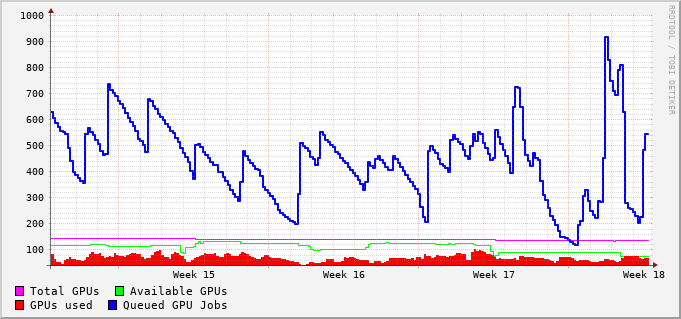 1000
900
800
700
600
500
400
300
200
100
Week 15 Week 16 Week 17 Week 18
Total GPUs Available GPUs
GPUs used Queued GPU Jobs
RRDTOOL / TOBI OETIKER